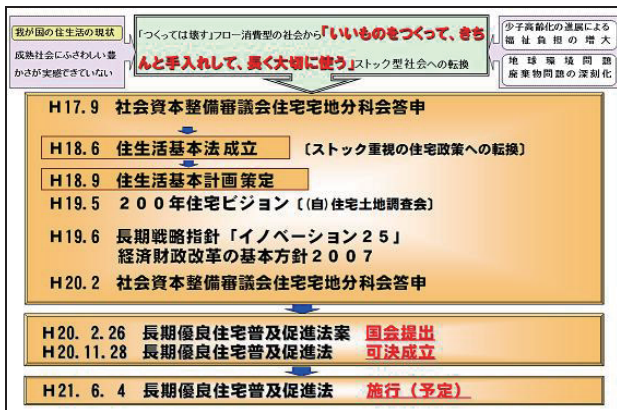 我が国の住生活の現状
成熟社会にふさわしい豊
かさが実感できていない
「つくっては壊す」フロー消費型の社会から「いいものをつくって、きち
んと手入れして、長く大切に使う」ストック型社会への転換
少子高齢化の進展による
福祉負担の増大
地球環境問題
廃棄物問題の深刻化
H17.9 社会資本整備審議会住宅宅地分科会答申
H18.6 住生活基本法成立 〔ストック重視の住宅政策への転換〕
H18.9 住生活基本計画策定
H19.5 200年住宅ビジョン〔(自)住宅土地調査会〕
H19.6 長期戦略指針「イノベーション25」
経済財政改革の基本方針2007
H20.2 社会資本整備審議会住宅宅地分科会答申
H20.2.26 長期優良住宅普及促進法案 国会提出
H20.11.28 長期優良住宅普及促進法 可決成立
H21.6.4 長期優良住宅普及促進法 施行(予定)